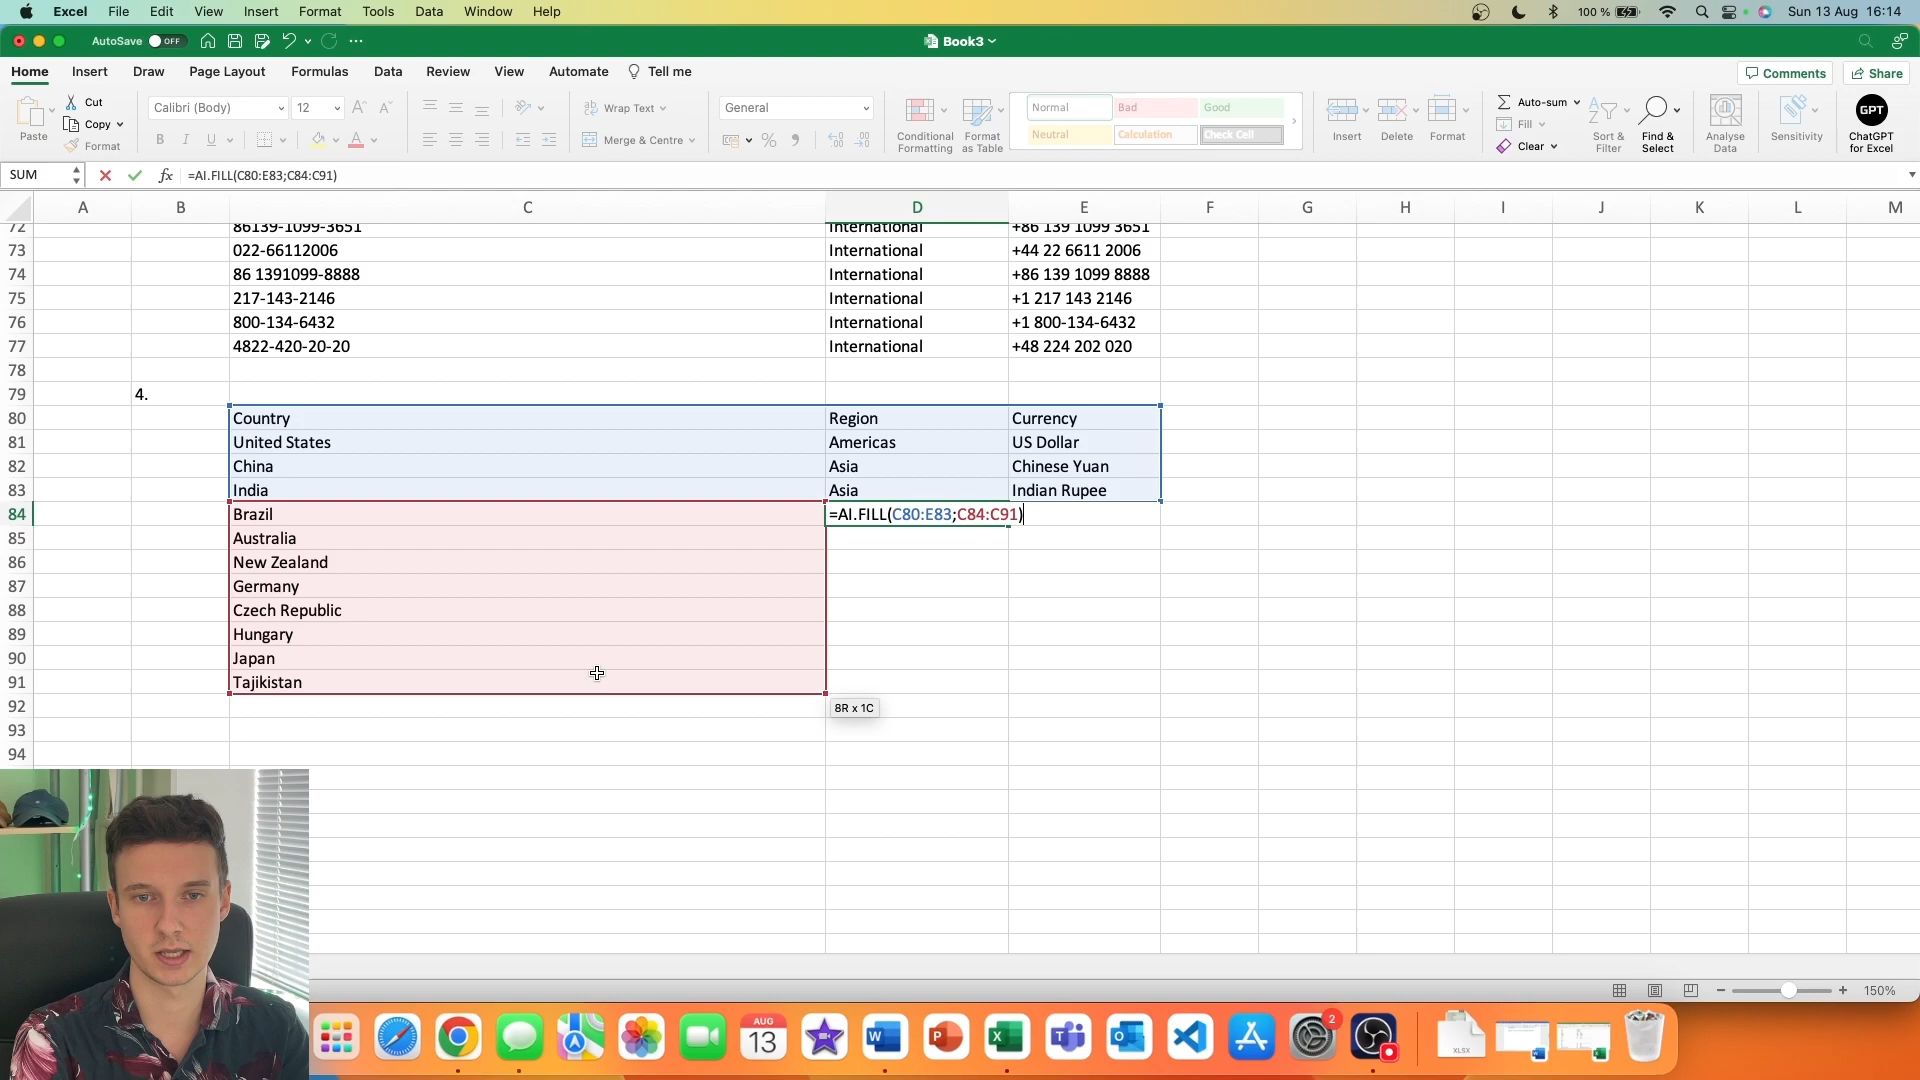 Excel File Edit View Insert Format Tools Data Window Help 100 % Sun 13 Aug 16:14
AutoSave OFF Book3
Home Insert Draw Page Layout Formulas Data Review View Automate Tell me Comments Share
Paste Cut Copy Format
Calibri (Body) 12
B I U A
Wrap Text
Merge & Centre
General
Conditional Formatting Format as Table
Normal Bad Good
Neutral Calculation Check Cell
Insert Delete Format
Auto-sum
Fill
Clear
Sort & Filter Find & Select Analyse Data Sensitivity
GPT
ChatGPT for Excel
SUM fx =AI.FILL(C80:E83;C84:C91)
A B C D E F G H I J K L M
72 86139-1099-3651 International +86 139 1099 3651
73 022-66112006 International +44 22 6611 2006
74 86 1391099-8888 International +86 139 1099 8888
75 217-143-2146 International +1 217 143 2146
76 800-134-6432 International +1 800-134-6432
77 4822-420-20-20 International +48 224 202 020
78
79 4.
80 Country Region Currency
81 United States Americas US Dollar
82 China Asia Chinese Yuan
83 India Asia Indian Rupee
84 Brazil =AI.FILL(C80:E83;C84:C91)
85 Australia
86 New Zealand
87 Germany
88 Czech Republic
89 Hungary
90 Japan
91 Tajikistan
92 8R x 1C
93
94
150%
AUG
13
W P X 2
XLSX